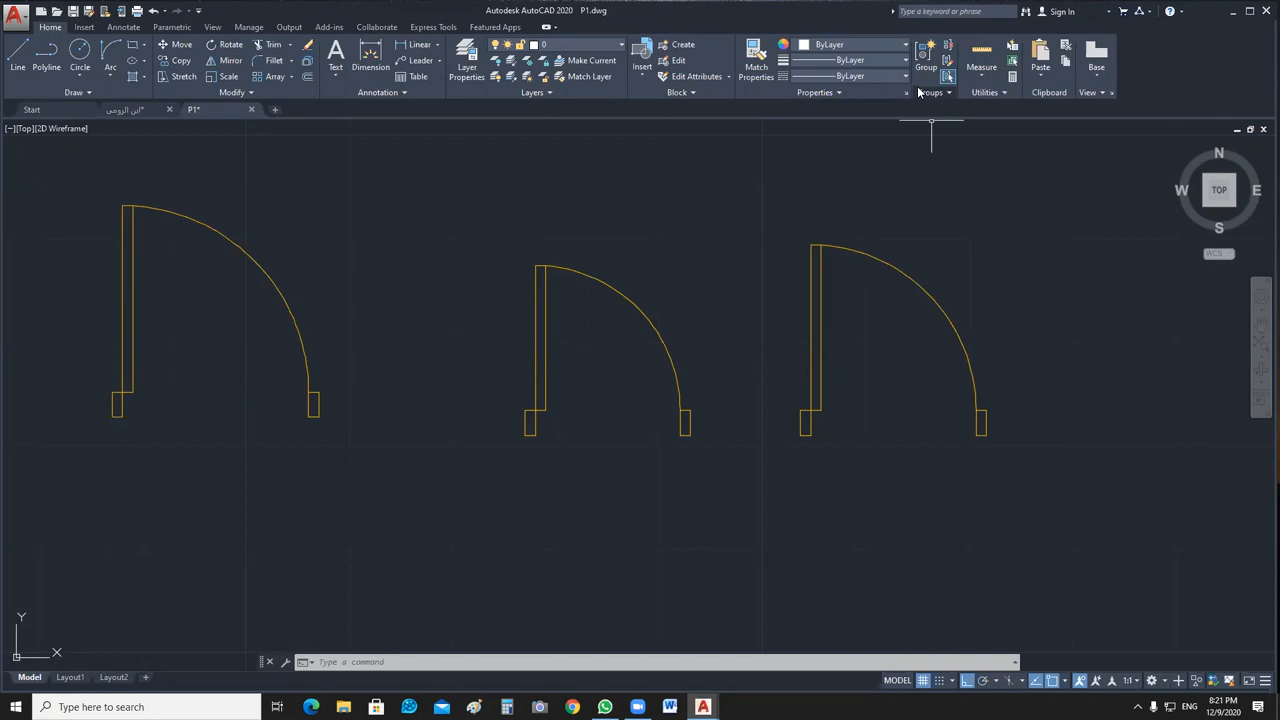 Autodesk AutoCAD 2020 P1.dwg
Type a keyword or phrase
Sign In
Home Insert Annotate Parametric View Manage Output Add-ins Collaborate Express Tools Featured Apps
Line Polyline Circle Arc
Move Rotate Trim
Copy Mirror Fillet
Stretch Scale Array
Text Dimension
Linear
Leader
Table
Layer Properties
0
Make Current
Match Layer
Insert
Create
Edit
Edit Attributes
Match Properties
ByLayer
ByLayer
ByLayer
Group
Measure
Paste
Base
Draw Modify Annotation Layers Block Properties roups Utilities Clipboard View
Start
ابن الرومى*
P1*
[−][Top][2D Wireframe]
N
W TOP E
S
WCS
Y
X
Type a command
Model Layout1 Layout2 +
MODEL
1:1
Type here to search
ENG
8:21 PM
12/9/2020